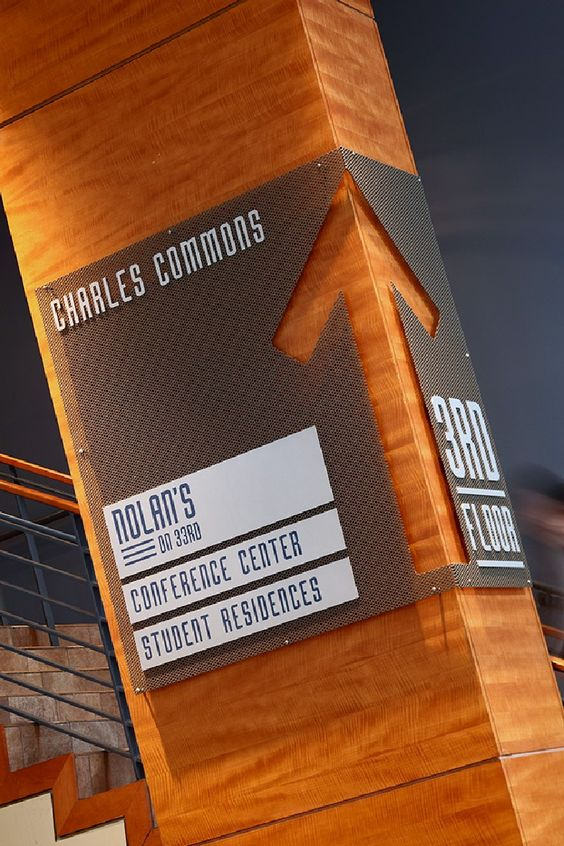 CHARLES COMMONS
NOLAN'S
ON 33RD
CONFERENCE CENTER
STUDENT RESIDENCES
3RD
FLOOR